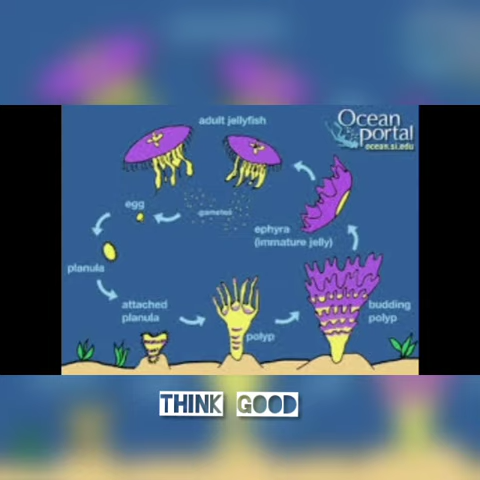 adult jellyfish
Ocean
portal
ocean.si.edu
egg
gametes
ephyra
(immature jelly)
planula
attached
planula
polyp
budding
polyp
THINK GOOD